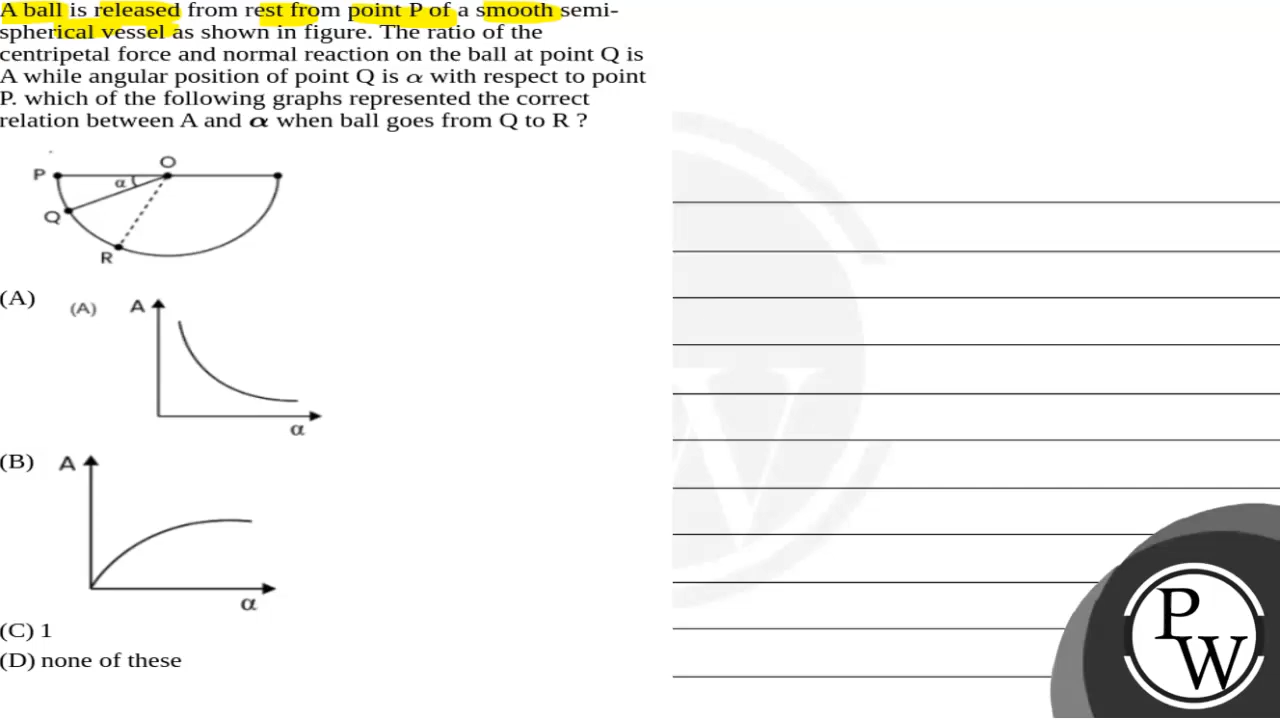 A ball is released from rest from point P of a smooth semi-
spherical vessel as shown in figure. The ratio of the
centripetal force and normal reaction on the ball at point Q is
A while angular position of point Q is α with respect to point
P. which of the following graphs represented the correct
relation between A and α when ball goes from Q to R ?
O
P
α
Q
R
(A)
(A)
A
α
(B)
A
α
(C) 1
(D) none of these
W
P
W